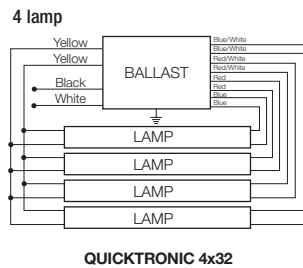 4 lamp
Yellow
Yellow
Black
White
BALLAST
Blue/White
Blue/White
Red/White
Red/White
Red
Red
Blue
Blue
LAMP
LAMP
LAMP
LAMP
QUICKTRONIC 4x32